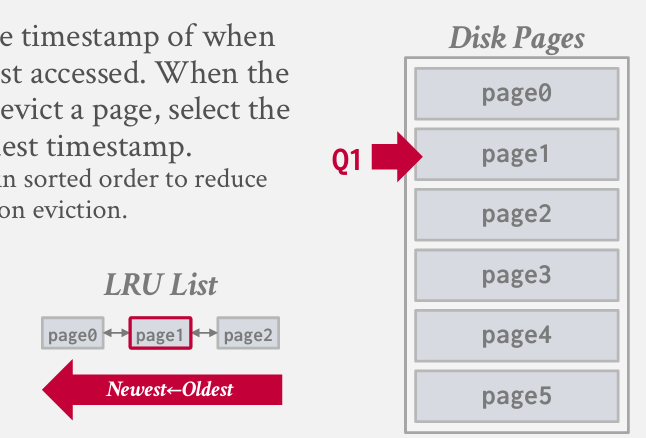 e timestamp of when
st accessed. When the
evict a page, select the
est timestamp.
in sorted order to reduce
on eviction.
LRU List
page0 page1 page2
Newest←Oldest
Disk Pages
page0
Q1
page1
page2
page3
page4
page5